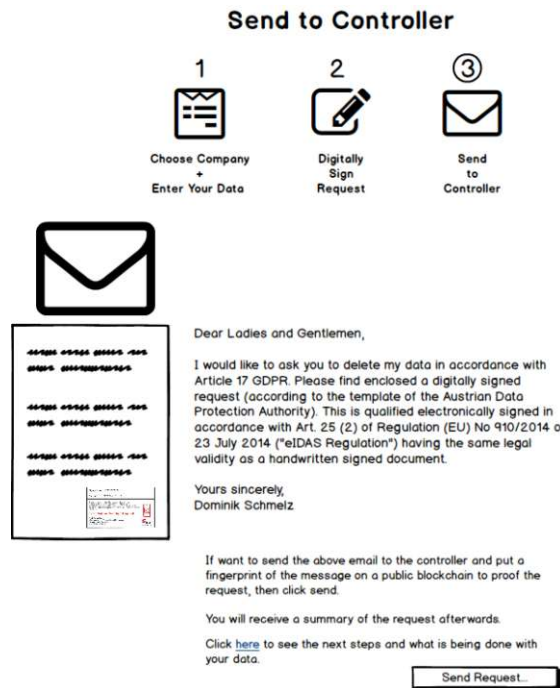 Send to Controller
1
2
3
Choose Company
+
Enter Your Data
Digitally
Sign
Request
Send
to
Controller
Dear Ladies and Gentlemen,
I would like to ask you to delete my data in accordance with
Article 17 GDPR. Please find enclosed a digitally signed
request (according to the template of the Austrian Data
Protection Authority). This is qualified electronically signed in
accordance with Art. 25 (2) of Regulation (EU) No 910/2014 o
23 July 2014 ("eIDAS Regulation") having the same legal
validity as a handwritten signed document.
Yours sincerely,
Dominik Schmelz
If want to send the above email to the controller and put a
fingerprint of the message on a public blockchain to proof the
request, then click send.
You will receive a summary of the request afterwards.
Click here to see the next steps and what is being done with
your data.
Send Request...